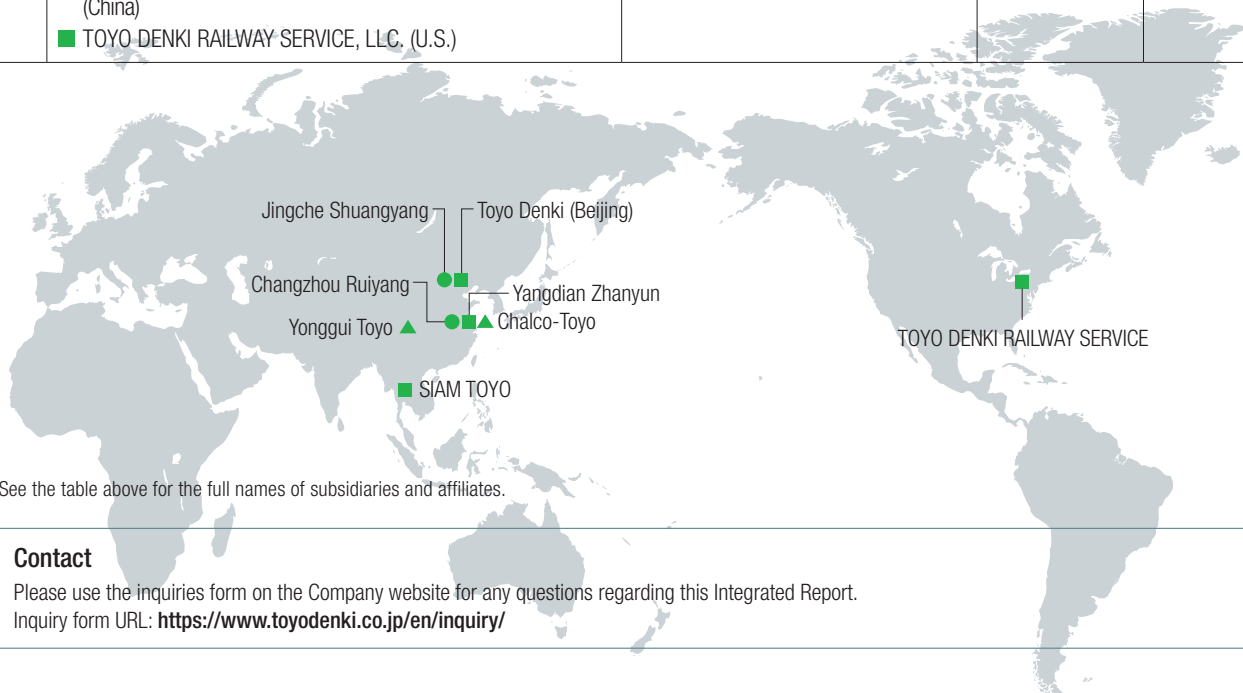 (China)
TOYO DENKI RAILWAY SERVICE, LLC. (U.S.)
Jingche Shuangyang
Toyo Denki (Beijing)
Changzhou Ruiyang
Yangdian Zhanyun
Yonggui Toyo
Chalco-Toyo
TOYO DENKI RAILWAY SERVICE
SIAM TOYO
See the table above for the full names of subsidiaries and affiliates.
Contact
Please use the inquiries form on the Company website for any questions regarding this Integrated Report.
Inquiry form URL: https://www.toyodenki.co.jp/en/inquiry/